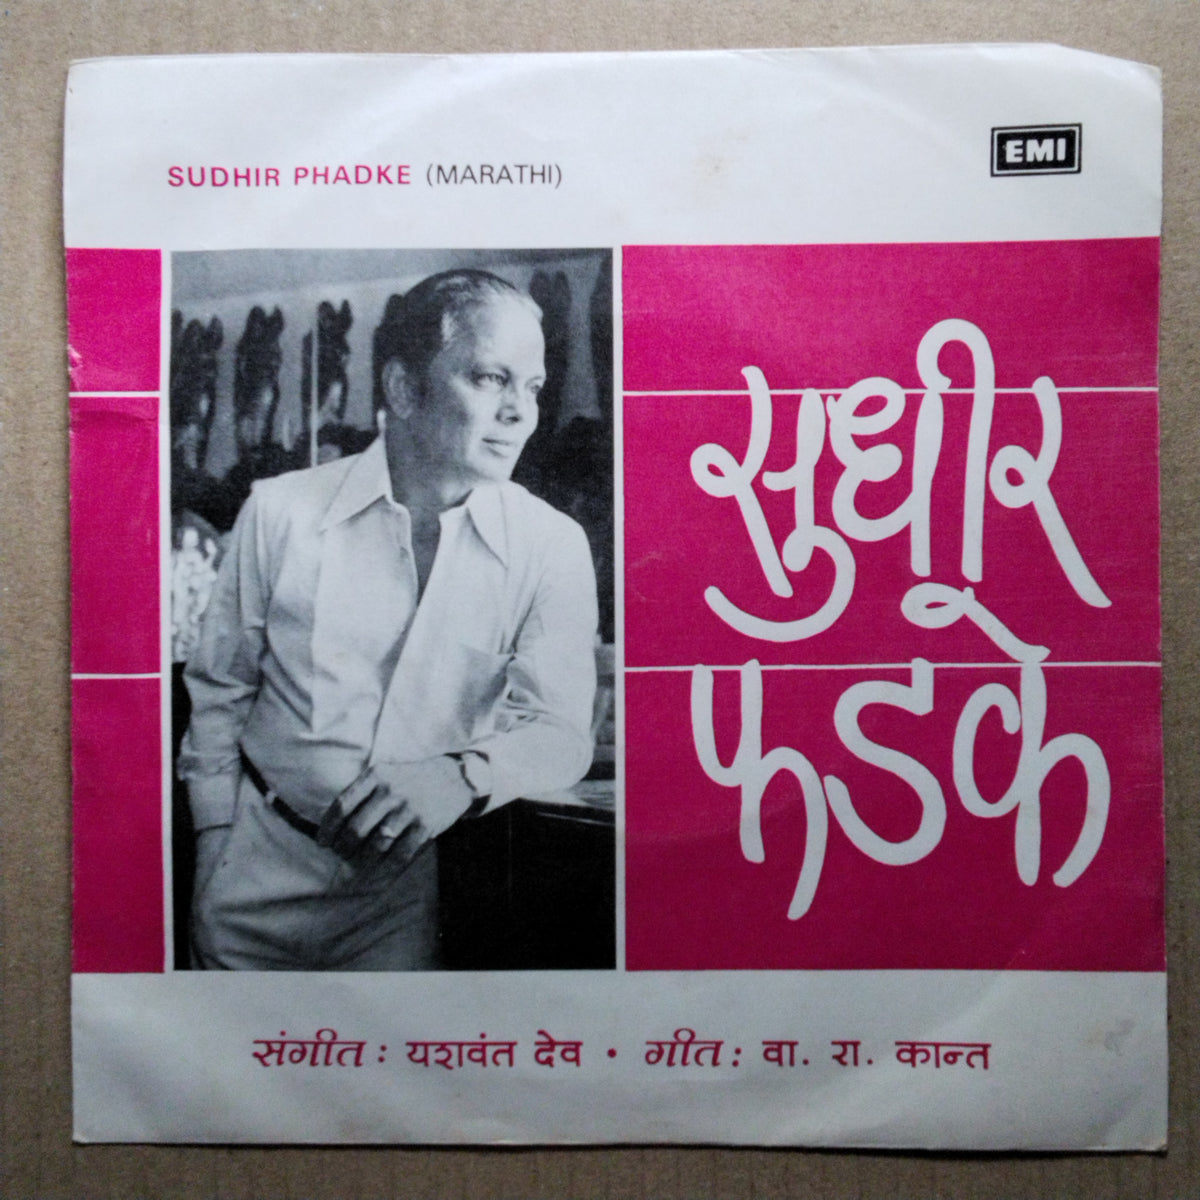 SUDHIR PHADKE (MARATHI)
EMI
सुधीर
फडके
संगीत : यशवंत देव • गीत : वा. रा. कान्त